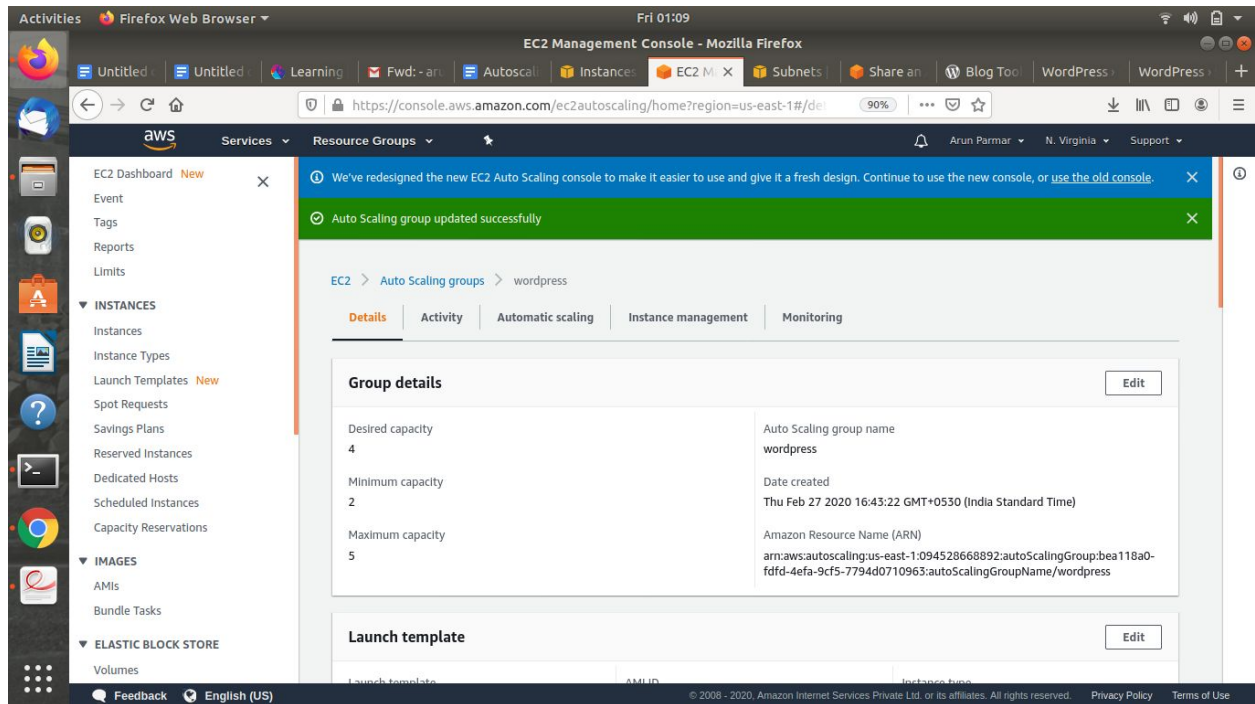 Activities Firefox Web Browser Fri 01:09
EC2 Management Console - Mozilla Firefox
Untitled Untitled Learning Fwd: - aru Autoscali Instances EC2 M Subnets Share an Blog Tool WordPress WordPress
https://console.aws.amazon.com/ec2autoscaling/home?region=us-east-1#/de 90%
aws Services Resource Groups Arun Parmar N. Virginia Support
EC2 Dashboard New
Event
Tags
Reports
Limits
INSTANCES
Instances
Instance Types
Launch Templates New
Spot Requests
Savings Plans
Reserved Instances
Dedicated Hosts
Scheduled Instances
Capacity Reservations
IMAGES
AMIs
Bundle Tasks
ELASTIC BLOCK STORE
Volumes
We've redesigned the new EC2 Auto Scaling console to make it easier to use and give it a fresh design. Continue to use the new console, or use the old console.
Auto Scaling group updated successfully
EC2 > Auto Scaling groups > wordpress
Details Activity Automatic scaling Instance management Monitoring
Group details Edit
Desired capacity
4
Minimum capacity
2
Maximum capacity
5
Auto Scaling group name
wordpress
Date created
Thu Feb 27 2020 16:43:22 GMT+0530 (India Standard Time)
Amazon Resource Name (ARN)
arn:aws:autoscaling:us-east-1:094528668892:autoScalingGroup:bea118a0-
fdfd-4efa-9cf5-7794d0710963:autoScalingGroupName/wordpress
Launch template Edit
Launch template AMI ID Instance type
Feedback English (US) © 2008 - 2020, Amazon Internet Services Private Ltd. or its affiliates. All rights reserved. Privacy Policy Terms of Use